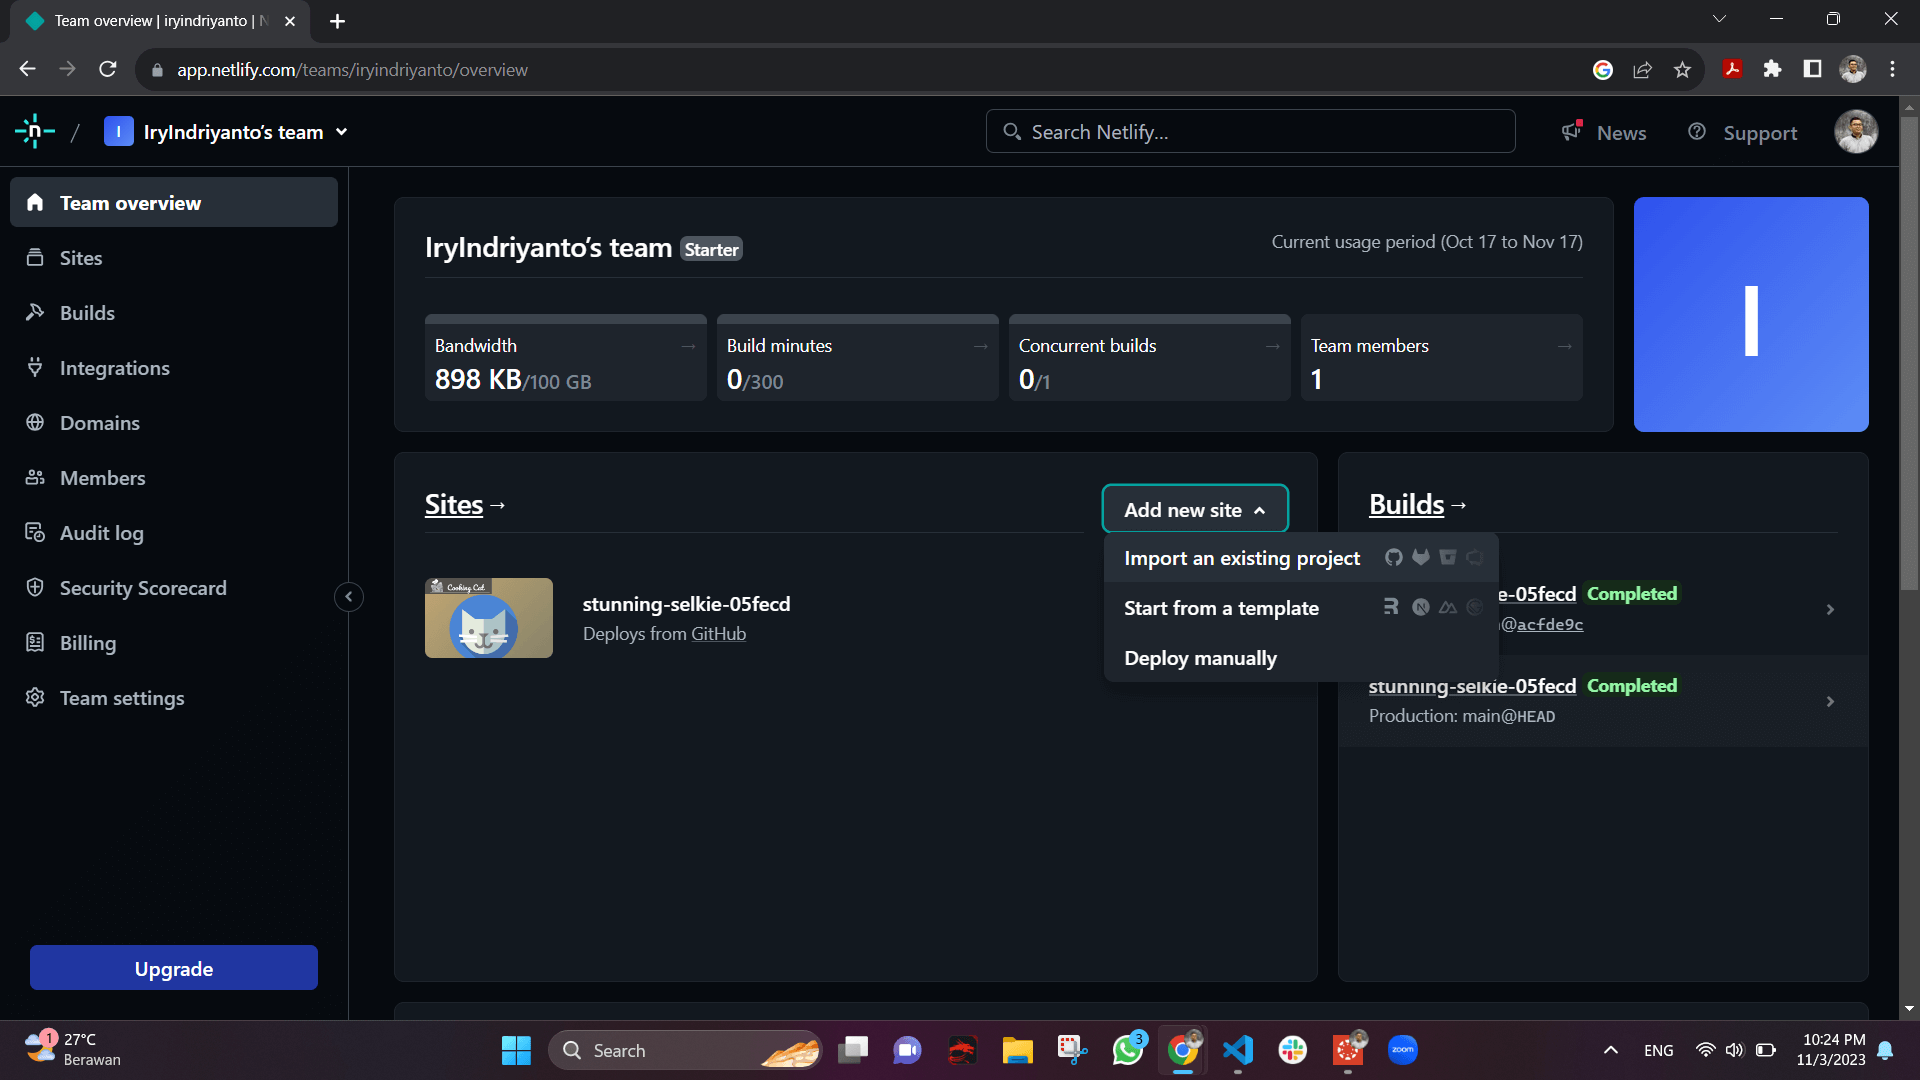 Team overview | iryindriyanto | N
app.netlify.com/teams/iryindriyanto/overview
/
I
IryIndriyanto's team
Search Netlify...
News
Support
Team overview
Sites
Builds
Integrations
Domains
Members
Audit log
Security Scorecard
Billing
Team settings
Upgrade
IryIndriyanto's team Starter
Current usage period (Oct 17 to Nov 17)
Bandwidth →
898 KB/100 GB
Build minutes →
0/300
Concurrent builds →
0/1
Team members →
1
I
Sites →
Add new site
Import an existing project
Start from a template
Deploy manually
Cooking Cat
stunning-selkie-05fecd
Deploys from GitHub
Builds →
e-05fecd Completed
@acfde9c
stunning-selkie-05fecd Completed
Production: main@HEAD
1
27°C
Berawan
Search
3
zoom
ENG
10:24 PM
11/3/2023